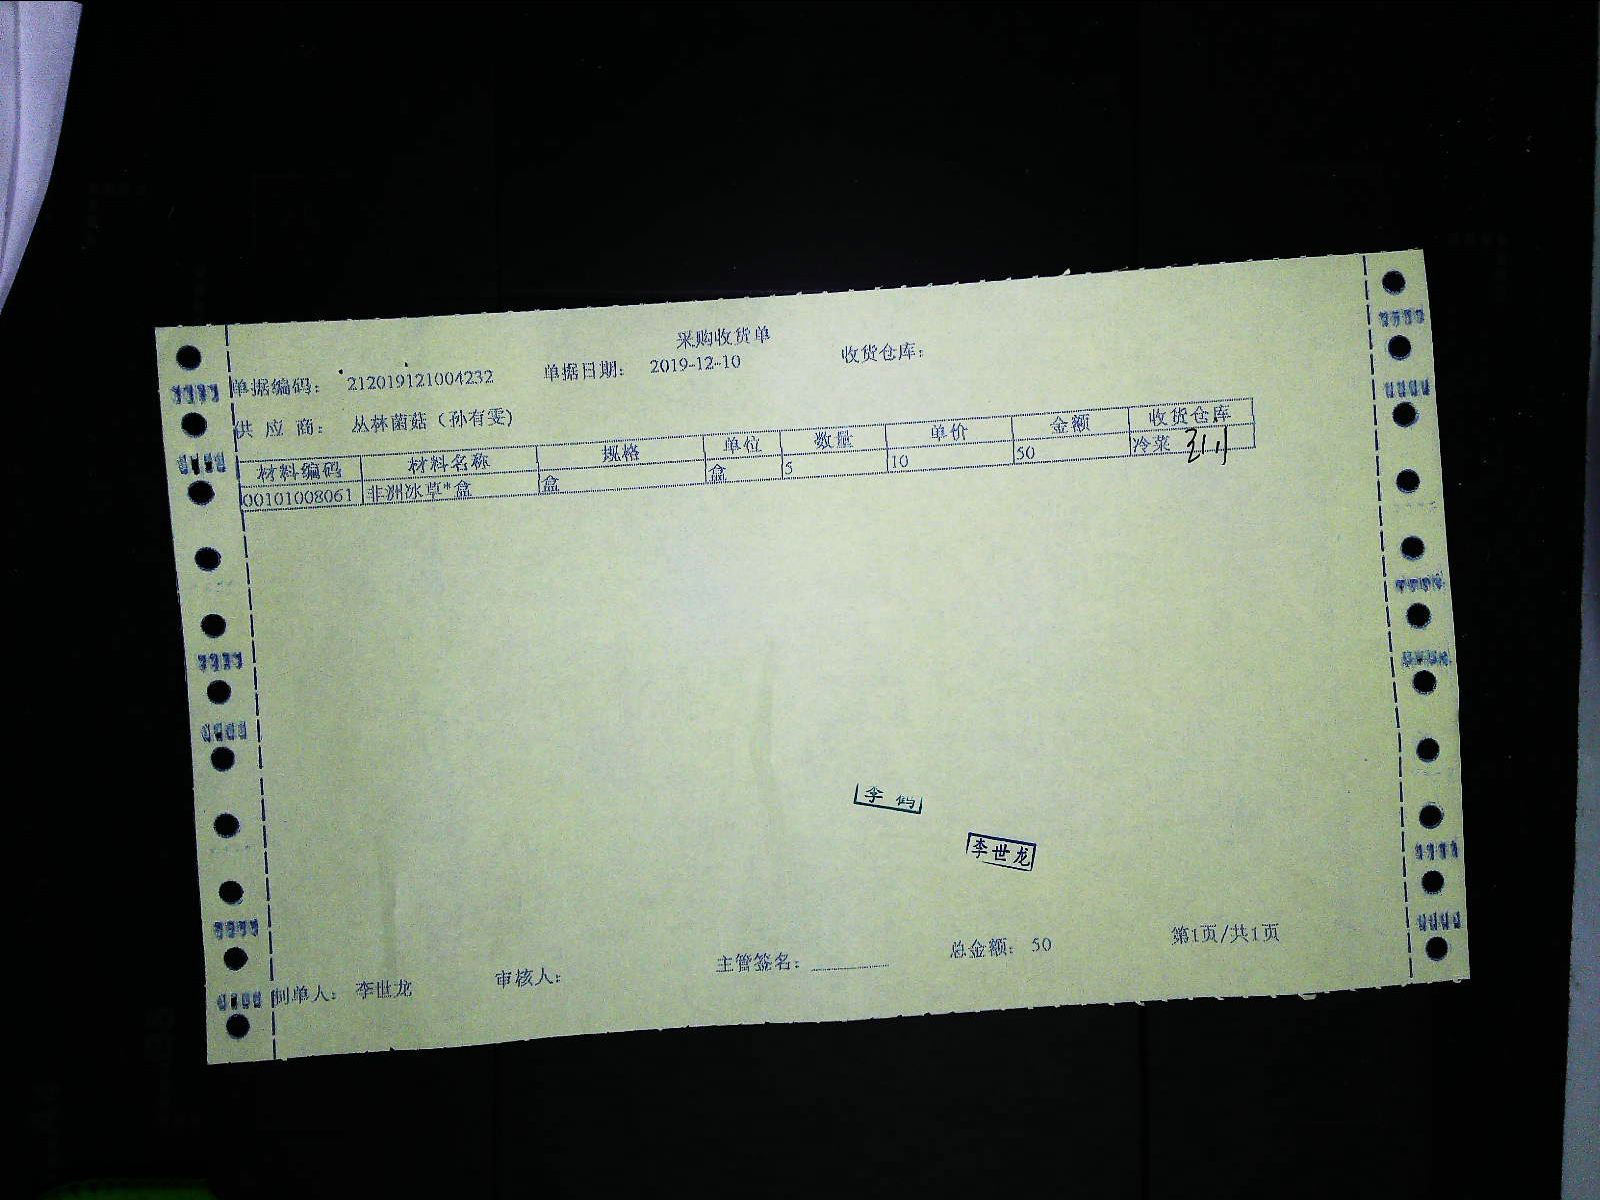 采购收货单
单据编码： 212019121004232 单据日期： 2019-12-10 收货仓库：
供 应 商： 丛林菌菇（孙有雯）
材料编码 材料名称 规格 单位 数量 单价 金额 收货仓库
00101008061 非洲冰草*盒 盒 盒 5 10 50 冷菜
李 鹤
李世龙
制单人： 李世龙 审核人： 主管签名： 总金额： 50 第1页/共1页